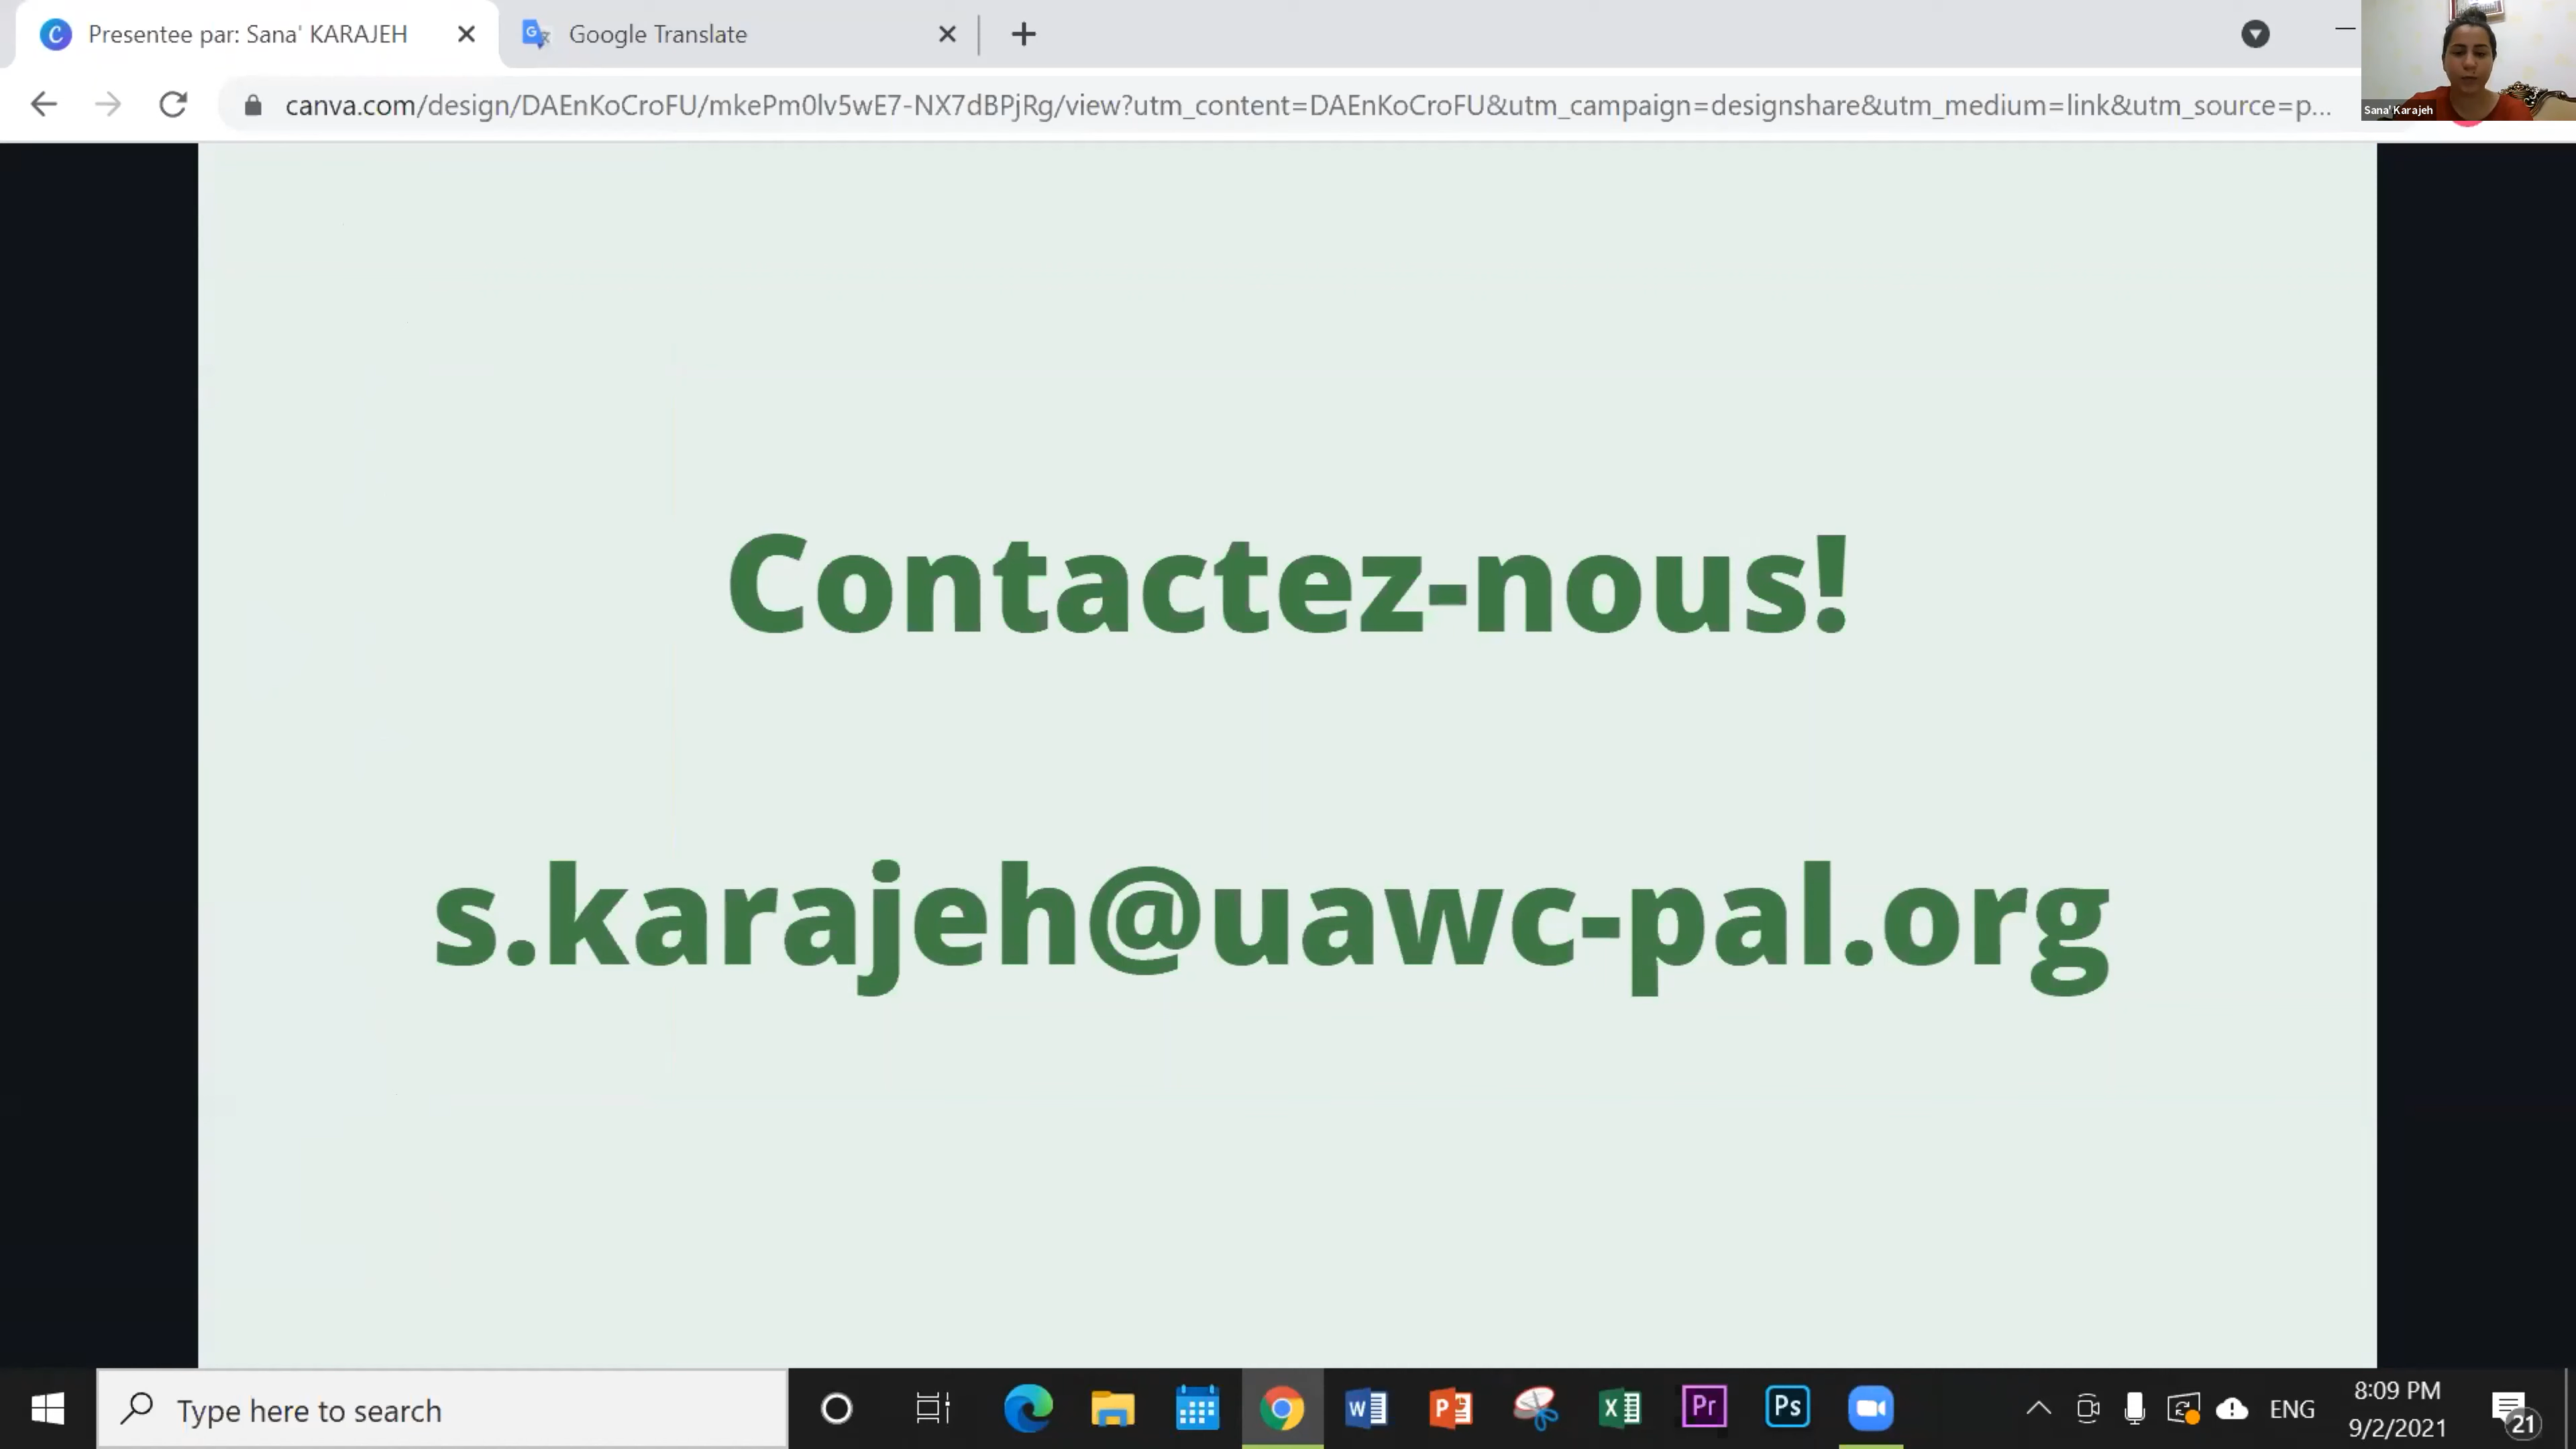 Presentee par: Sana' KARAJEH
Google Translate
canva.com/design/DAEnKoCroFU/mkePm0lv5wE7-NX7dBPjRg/view?utm_content=DAEnKoCroFU&utm_campaign=designshare&utm_medium=link&utm_source=p...
Sana' Karajeh
Contactez-nous!
s.karajeh@uawc-pal.org
Type here to search
ENG
8:09 PM
9/2/2021
21